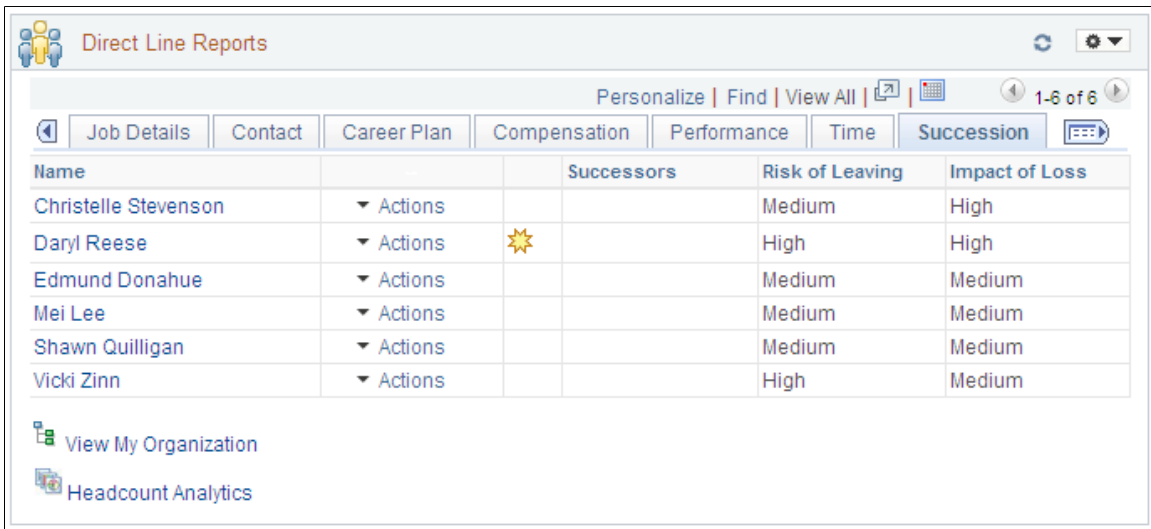 Direct Line Reports
Personalize | Find | View All | | 1-6 of 6
Job Details Contact Career Plan Compensation Performance Time Succession
Name Successors Risk of Leaving Impact of Loss
Christelle Stevenson Actions Medium High
Daryl Reese Actions High High
Edmund Donahue Actions Medium Medium
Mei Lee Actions Medium Medium
Shawn Quilligan Actions Medium Medium
Vicki Zinn Actions High Medium
View My Organization
Headcount Analytics